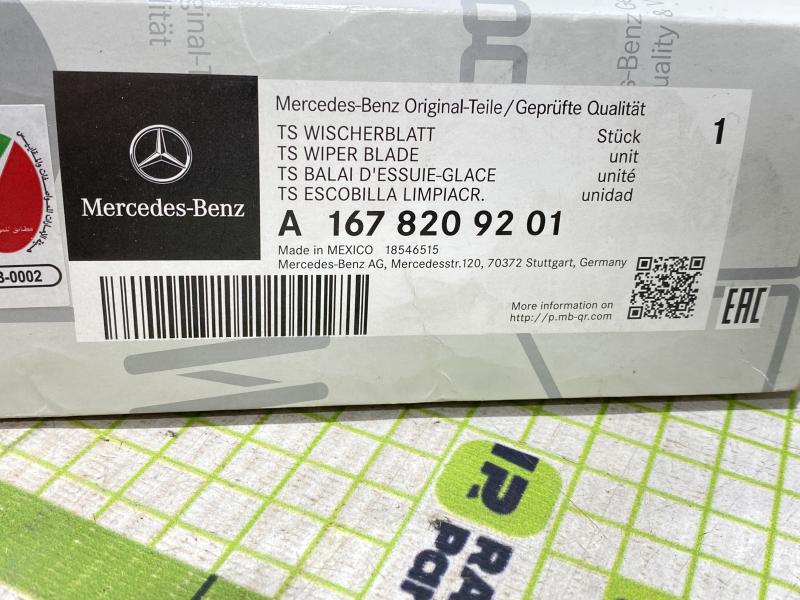 Mercedes-Benz
Mercedes-Benz Original-Teile/Geprüfte Qualität
TS WISCHERBLATT Stück 1
TS WIPER BLADE unit
TS BALAI D'ESSUIE-GLACE unité
TS ESCOBILLA LIMPIACR. unidad
A 167 820 92 01
Made in MEXICO 18546515
Mercedes-Benz AG, Mercedesstr.120, 70372 Stuttgart, Germany
More information on
http://p.mb-qr.com
EAC
-0002
IP.